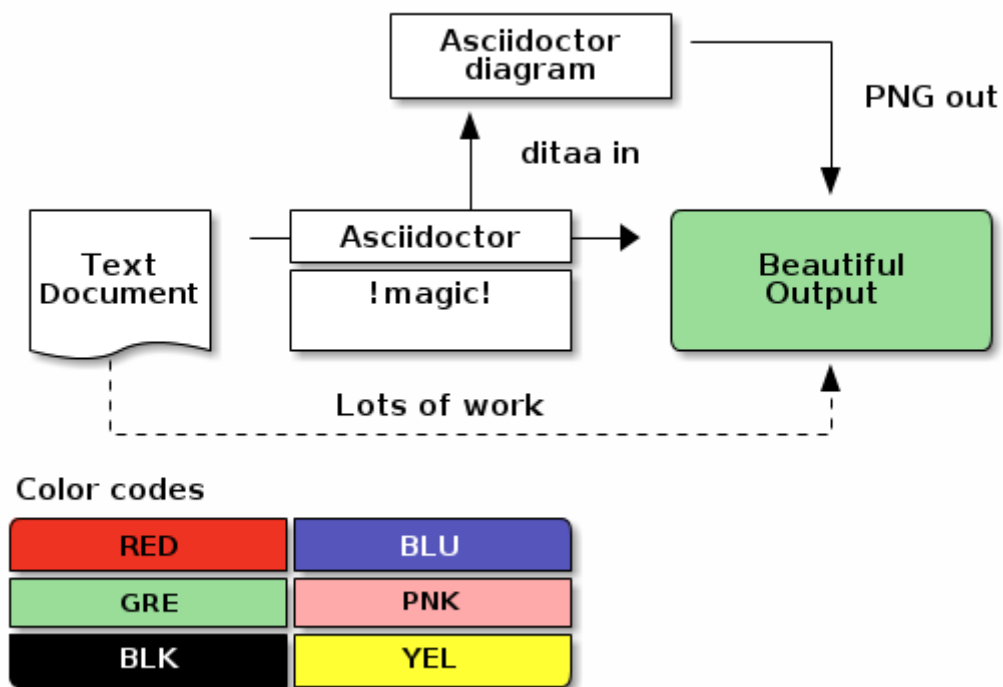 Asciidoctor
diagram
PNG out
ditaa in
Text
Document
Asciidoctor
!magic!
Beautiful
Output
Lots of work
Color codes
RED
BLU
GRE
PNK
BLK
YEL